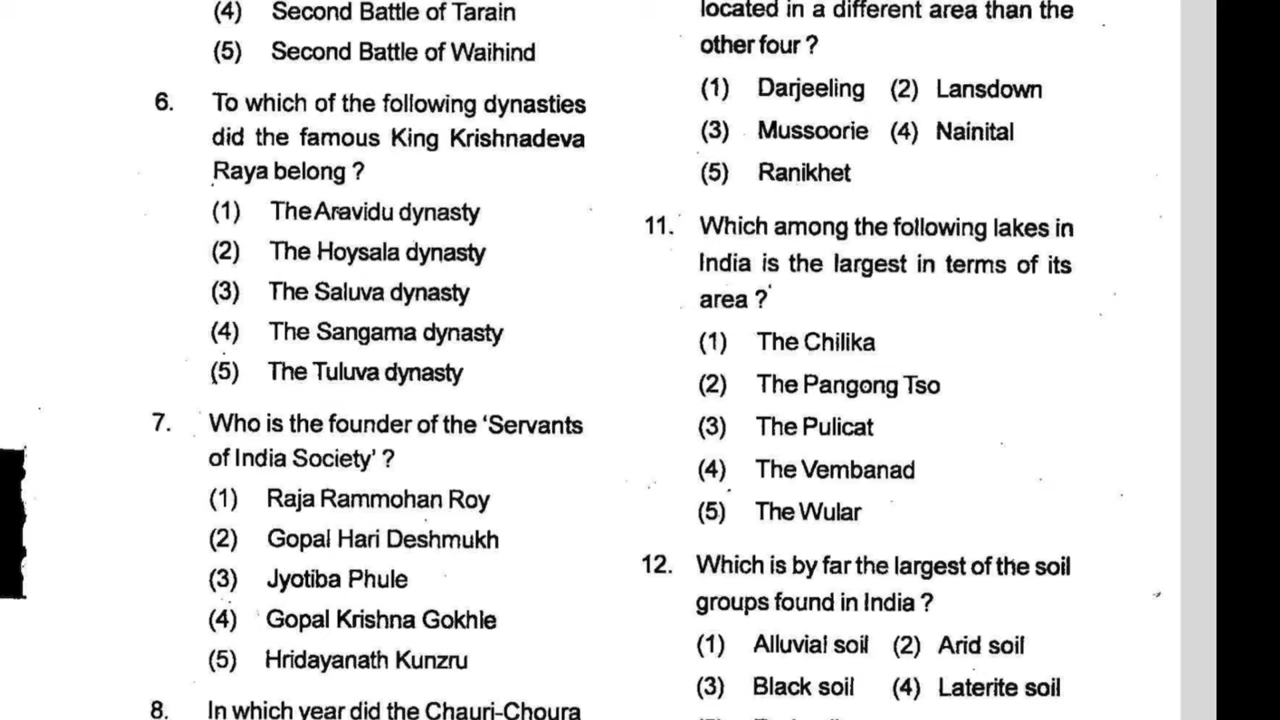 (4) Second Battle of Tarain
(5) Second Battle of Waihind
6. To which of the following dynasties
did the famous King Krishnadeva
Raya belong ?
(1) The Aravidu dynasty
(2) The Hoysala dynasty
(3) The Saluva dynasty
(4) The Sangama dynasty
(5) The Tuluva dynasty
7. Who is the founder of the ‘Servants
of India Society’ ?
(1) Raja Rammohan Roy
(2) Gopal Hari Deshmukh
(3) Jyotiba Phule
(4) Gopal Krishna Gokhle
(5) Hridayanath Kunzru
8. In which year did the Chauri-Choura
located in a different area than the
other four ?
(1) Darjeeling (2) Lansdown
(3) Mussoorie (4) Nainital
(5) Ranikhet
11. Which among the following lakes in
India is the largest in terms of its
area ?
(1) The Chilika
(2) The Pangong Tso
(3) The Pulicat
(4) The Vembanad
(5) The Wular
12. Which is by far the largest of the soil
groups found in India ?
(1) Alluvial soil (2) Arid soil
(3) Black soil (4) Laterite soil